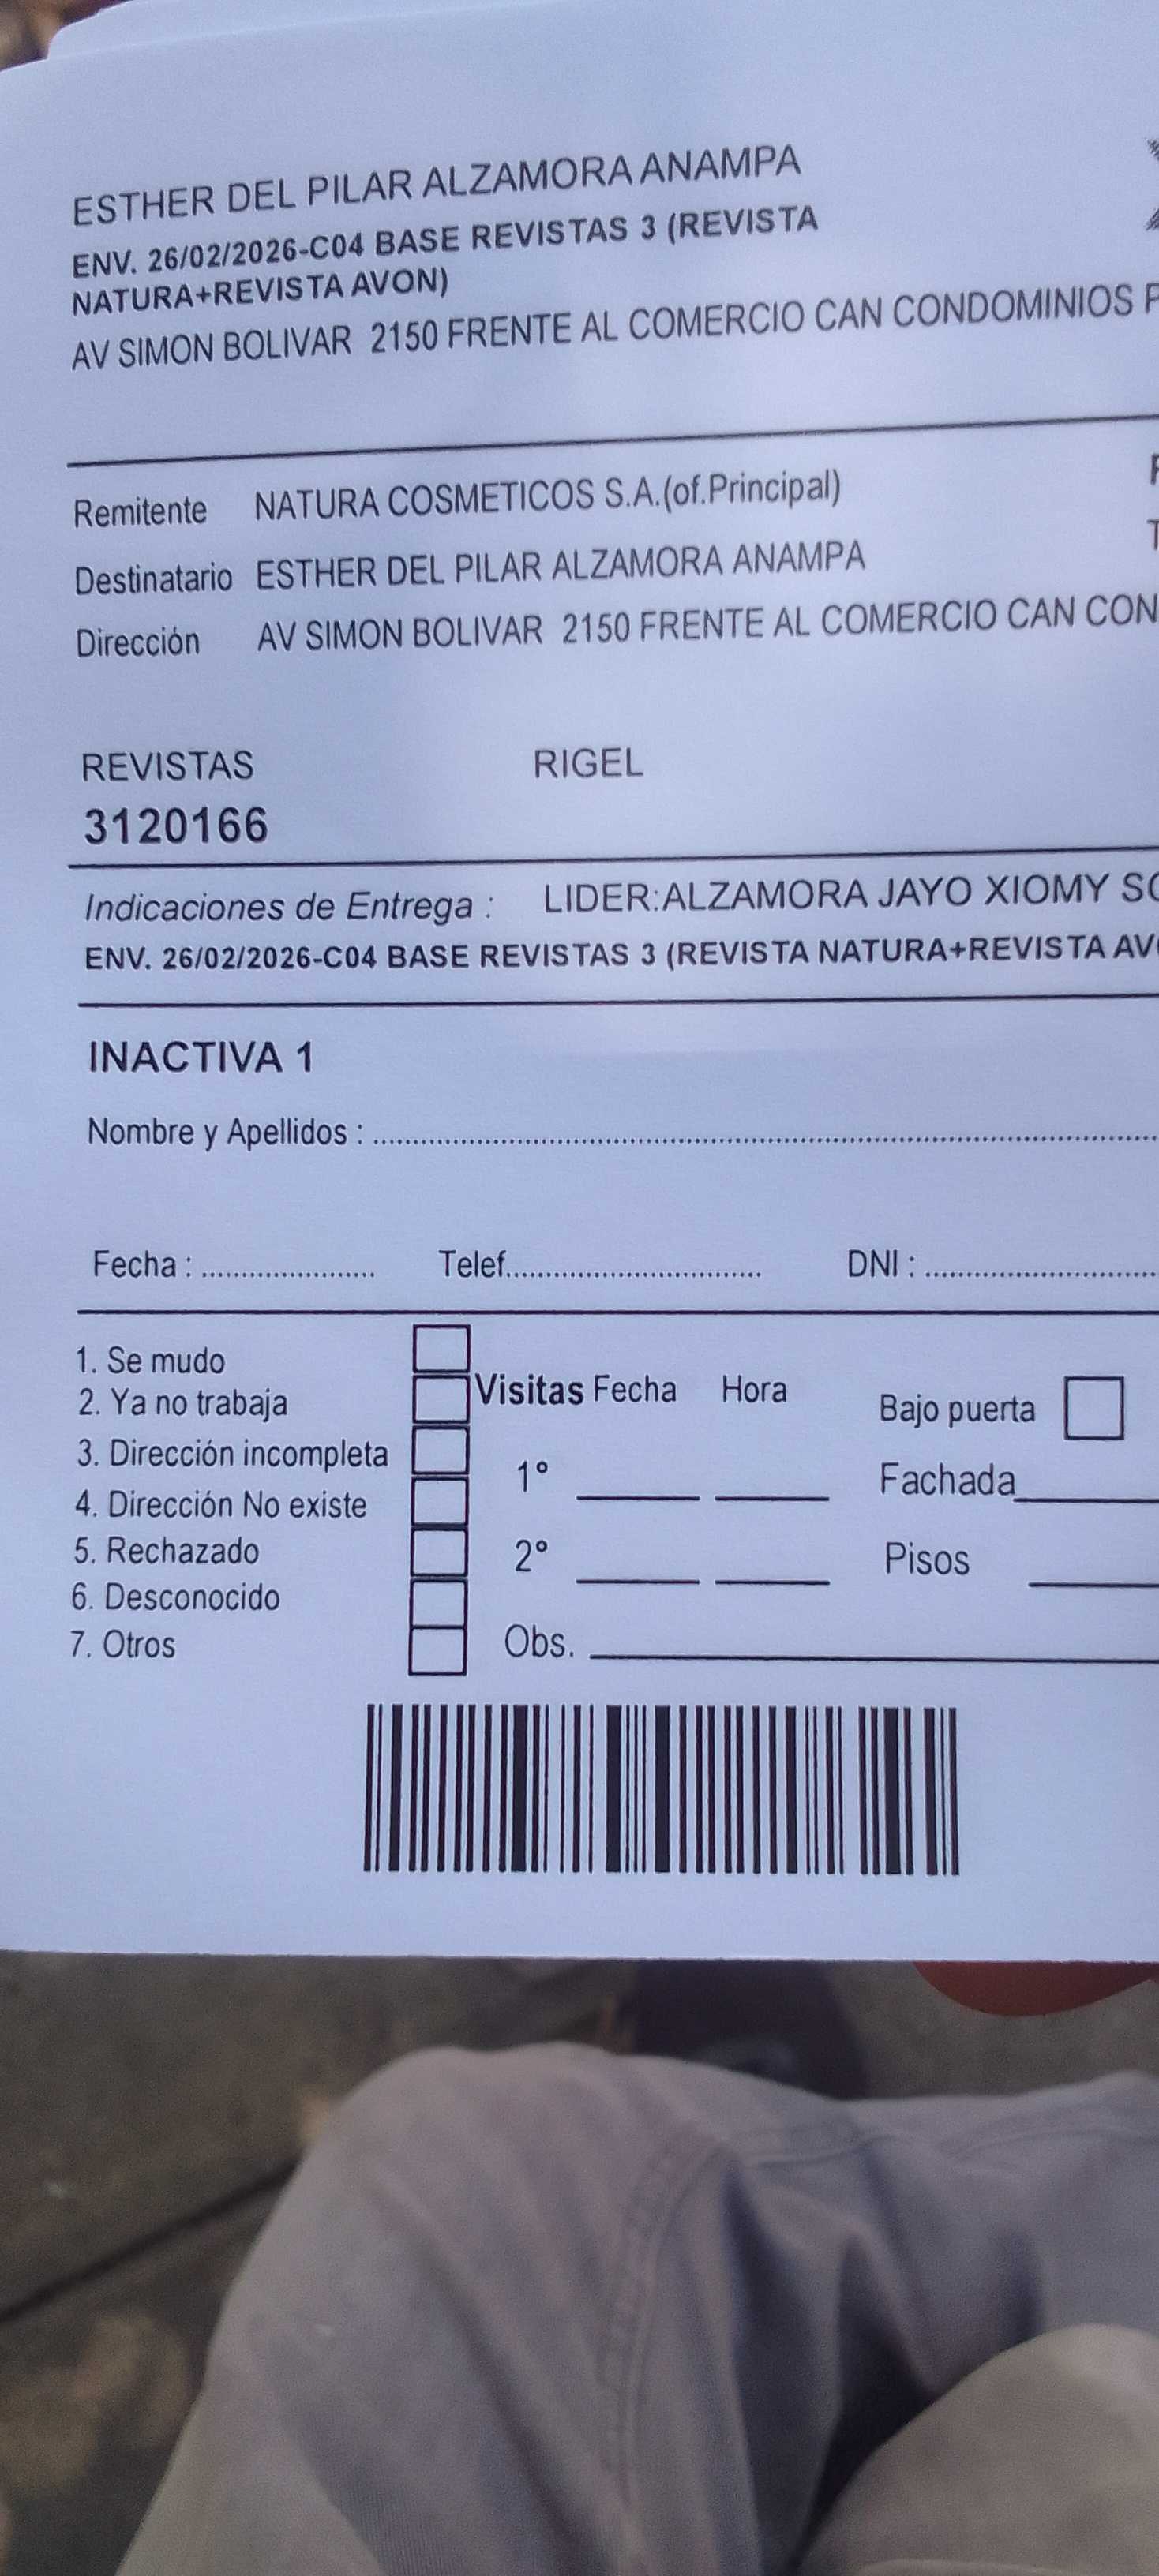 ESTHER DEL PILAR ALZAMORA ANAMPA
ENV. 26/02/2026-C04 BASE REVISTAS 3 (REVISTA
NATURA+REVISTA AVON)
AV SIMON BOLIVAR 2150 FRENTE AL COMERCIO CAN CONDOMINIOS
Remitente NATURA COSMETICOS S.A.(of.Principal)
Destinatario ESTHER DEL PILAR ALZAMORA ANAMPA
Dirección AV SIMON BOLIVAR 2150 FRENTE AL COMERCIO CAN CON
REVISTAS RIGEL
3120166
Indicaciones de Entrega : LIDER:ALZAMORA JAYO XIOMY
ENV. 26/02/2026-C04 BASE REVISTAS 3 (REVISTA NATURA+REVISTA AV
INACTIVA 1
Nombre y Apellidos :
Fecha : Telef. DNI :
1. Se mudo
2. Ya no trabaja
3. Dirección incompleta
4. Dirección No existe
5. Rechazado
6. Desconocido
7. Otros
Visitas Fecha Hora
1°
2°
Obs.
Bajo puerta
Fachada
Pisos